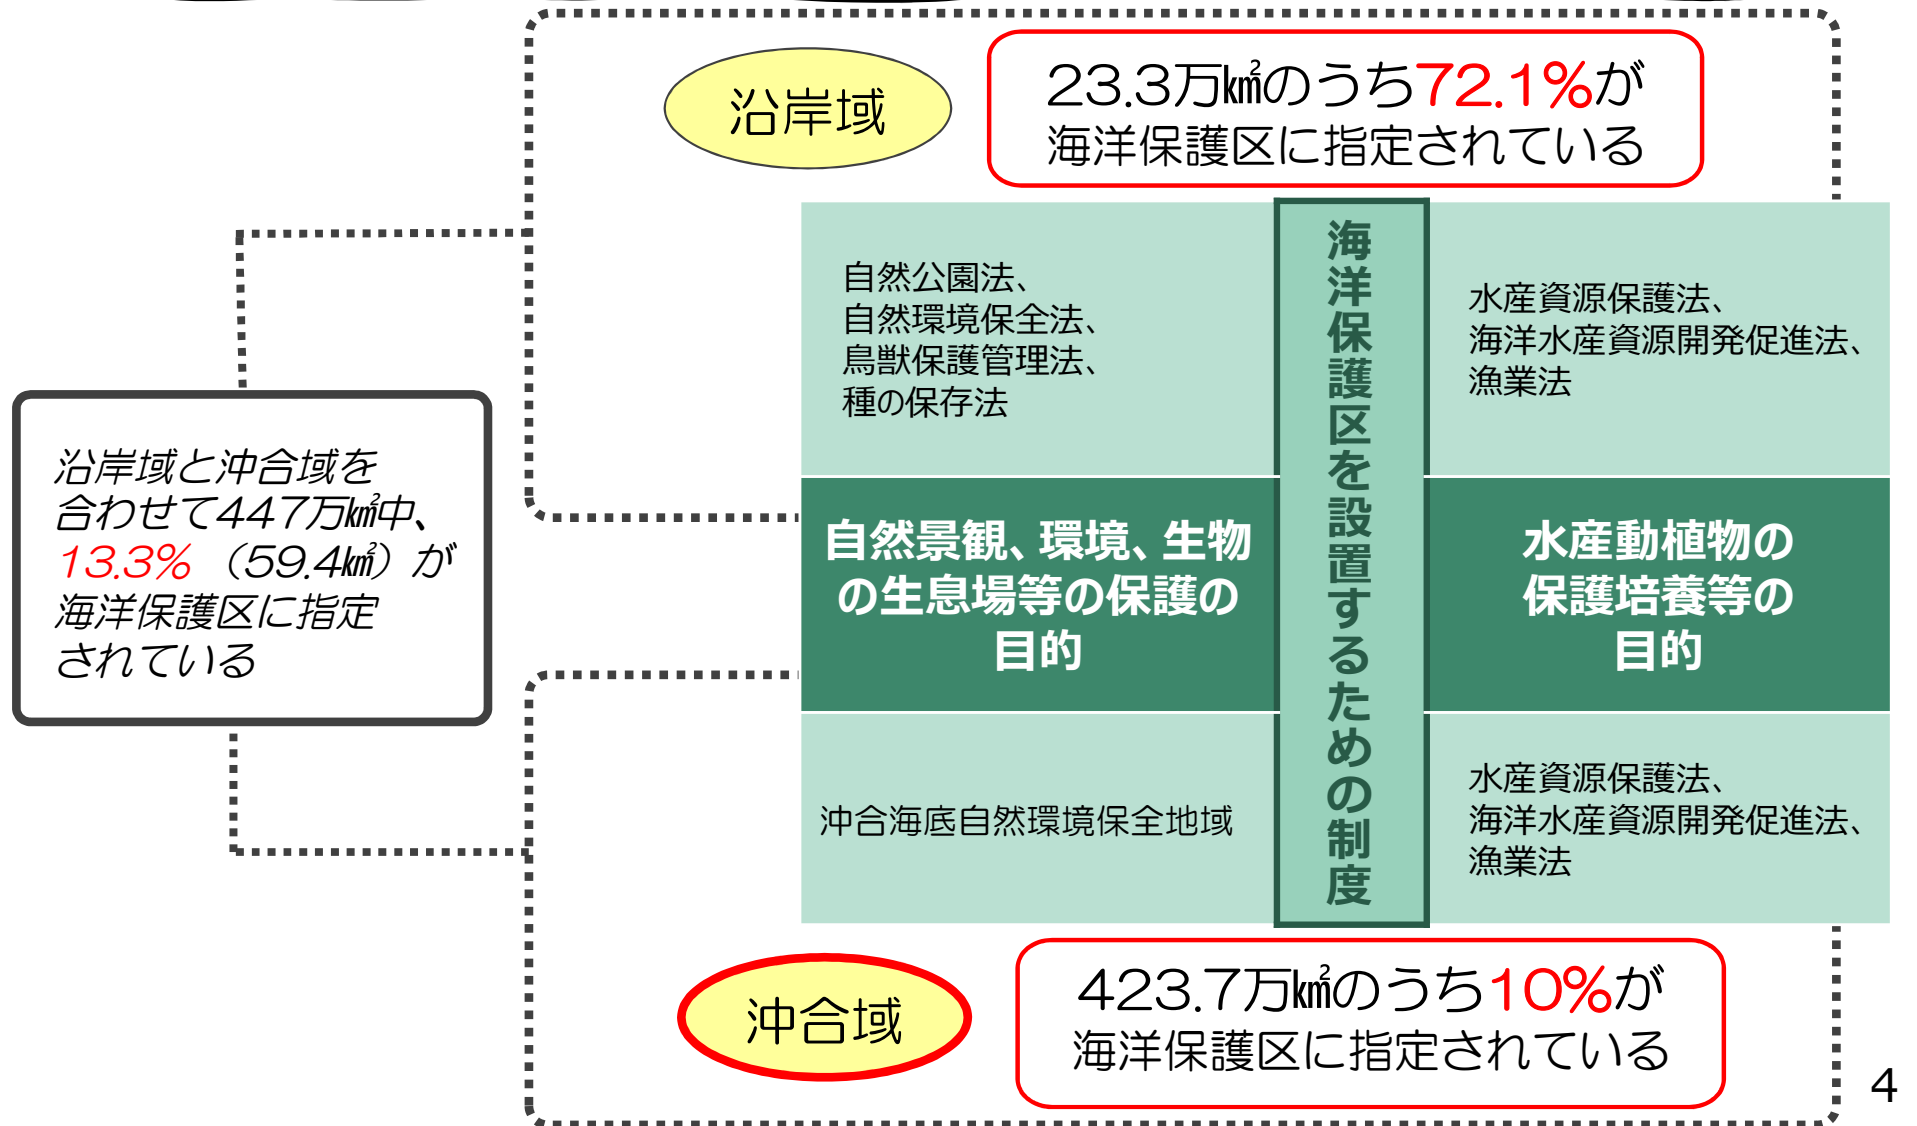 沿岸域
23.3万㎢のうち72.1%が
海洋保護区に指定されている
自然公園法、
自然環境保全法、
鳥獣保護管理法、
種の保存法
海洋保護区を設置するための制度
水産資源保護法、
海洋水産資源開発促進法、
漁業法
沿岸域と沖合域を
合わせて447万㎢中、
13.3%（59.4㎢）が
海洋保護区に指定
されている
自然景観、環境、生物
の生息場等の保護の
目的
水産動植物の
保護培養等の
目的
沖合海底自然環境保全地域
水産資源保護法、
海洋水産資源開発促進法、
漁業法
沖合域
423.7万㎢のうち10%が
海洋保護区に指定されている
4